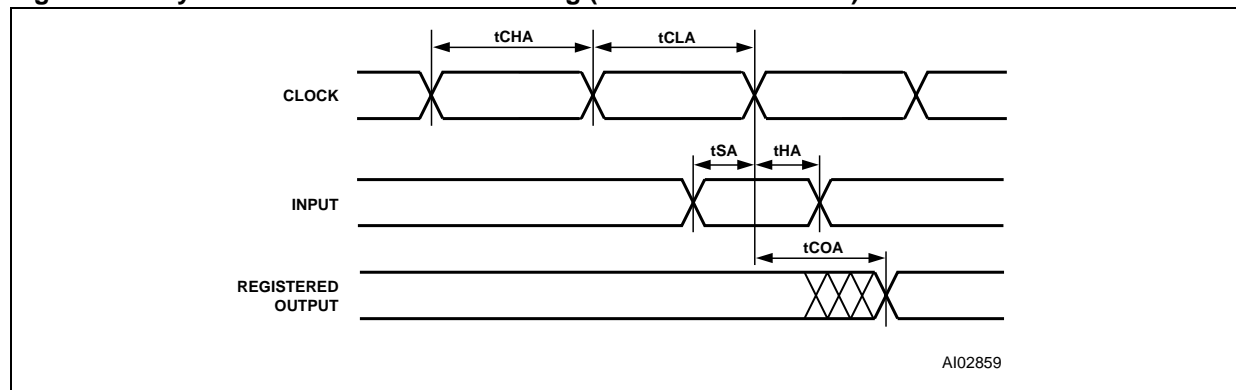 tCHA tCLA
CLOCK
tSA tHA
INPUT
tCOA
REGISTERED
OUTPUT
AI02859